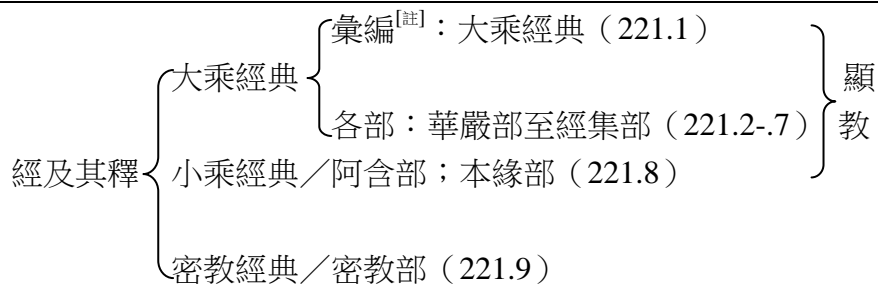 彙編[註]：大乘經典（221.1）
大乘經典
顯
各部：華嚴部至經集部（221.2-.7）
教
經及其釋
小乘經典／阿含部；本緣部（221.8）
密教經典／密教部（221.9）